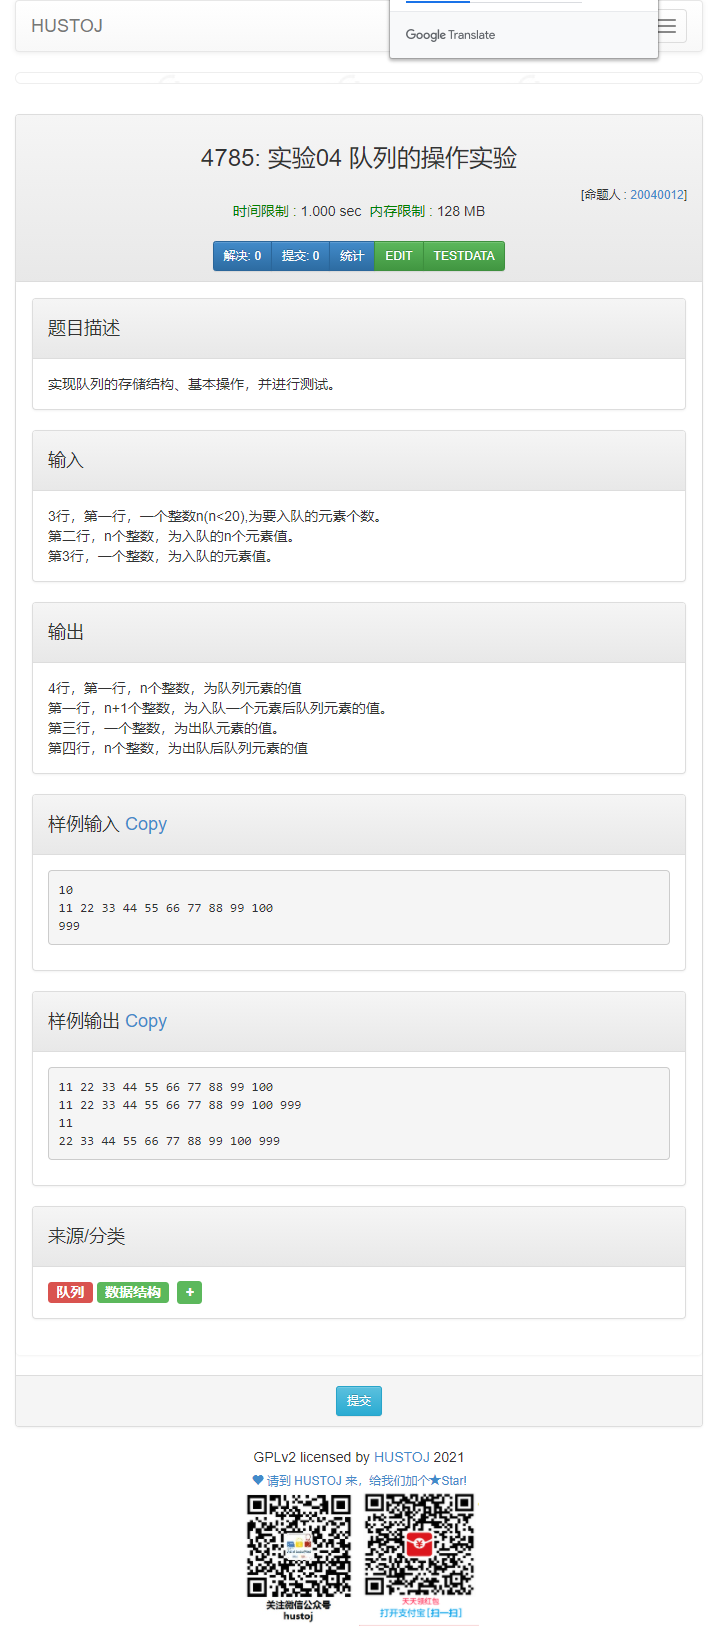 HUSTOJ
Google Translate
4785: 实验04 队列的操作实验
[命题人 : 20040012]
时间限制 : 1.000 sec 内存限制 : 128 MB
解决: 0 提交: 0 统计 EDIT TESTDATA
题目描述
实现队列的存储结构、基本操作，并进行测试。
输入
3行，第一行，一个整数n(n<20),为要入队的元素个数。
第二行，n个整数，为入队的n个元素值。
第3行，一个整数，为入队的元素值。
输出
4行，第一行，n个整数，为队列元素的值
第一行，n+1个整数，为入队一个元素后队列元素的值。
第三行，一个整数，为出队元素的值。
第四行，n个整数，为出队后队列元素的值
样例输入 Copy
10
11 22 33 44 55 66 77 88 99 100
999
样例输出 Copy
11 22 33 44 55 66 77 88 99 100
11 22 33 44 55 66 77 88 99 100 999
11
22 33 44 55 66 77 88 99 100 999
来源/分类
队列 数据结构 +
提交
GPLv2 licensed by HUSTOJ 2021
请到 HUSTOJ 来，给我们加个★Star!
关注微信公众号
hustoj
天天领红包
打开支付宝[扫一扫]